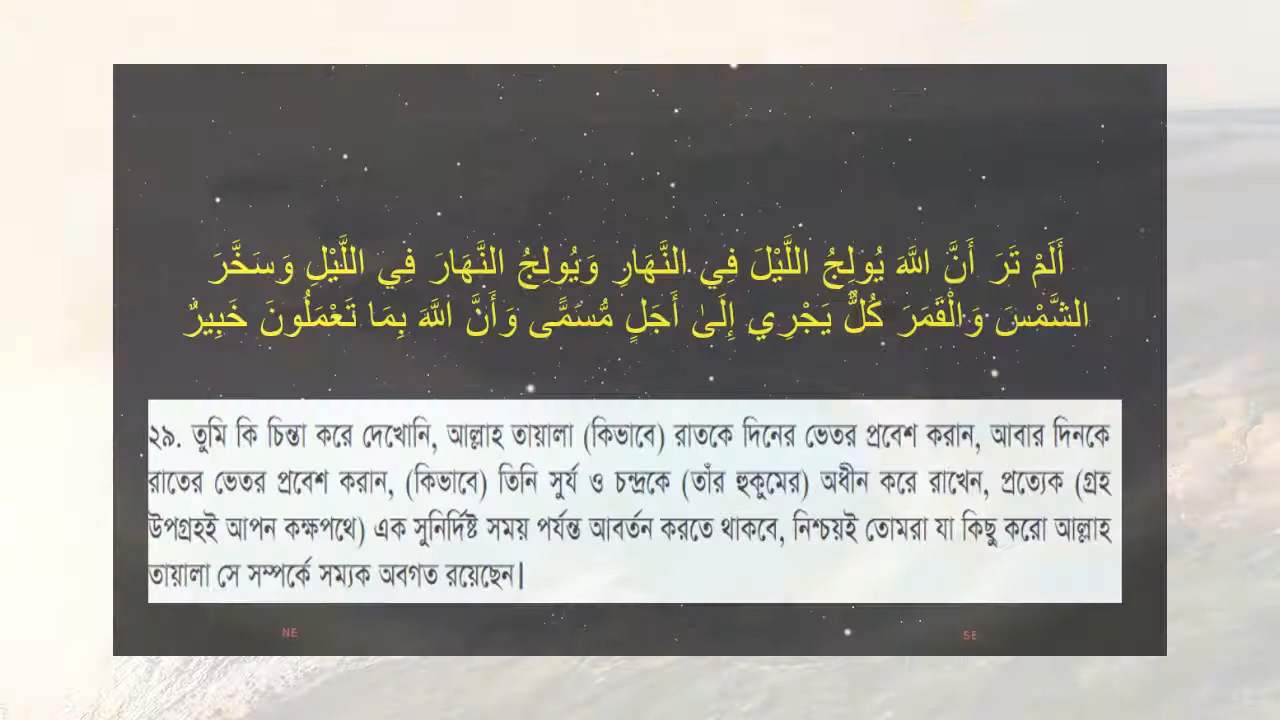 أَلَمْ تَرَ أَنَّ اللَّهَ يُولِجُ اللَّيْلَ فِي النَّهَارِ وَيُولِجُ النَّهَارَ فِي اللَّيْلِ وَسَخَّرَ
الشَّمْسَ وَالْقَمَرَ كُلٌّ يَجْرِي إِلَىٰ أَجَلٍ مُّسَمًّى وَأَنَّ اللَّهَ بِمَا تَعْمَلُونَ خَبِيرٌ
২৯. তুমি কি চিন্তা করে দেখোনি, আল্লাহ তায়ালা (কিভাবে) রাতকে দিনের ভেতর প্রবেশ করান, আবার দিনকে
রাতের ভেতর প্রবেশ করান, (কিভাবে) তিনি সুর্য ও চন্দ্রকে (তাঁর হুকুমের) অধীন করে রাখেন, প্রত্যেক (গ্রহ
উপগ্রহই আপন কক্ষপথে) এক সুনির্দিষ্ট সময় পর্যন্ত আবর্তন করতে থাকবে, নিশ্চয়ই তোমরা যা কিছু করো আল্লাহ
তায়ালা সে সম্পর্কে সম্যক অবগত রয়েছেন।
NE
SE